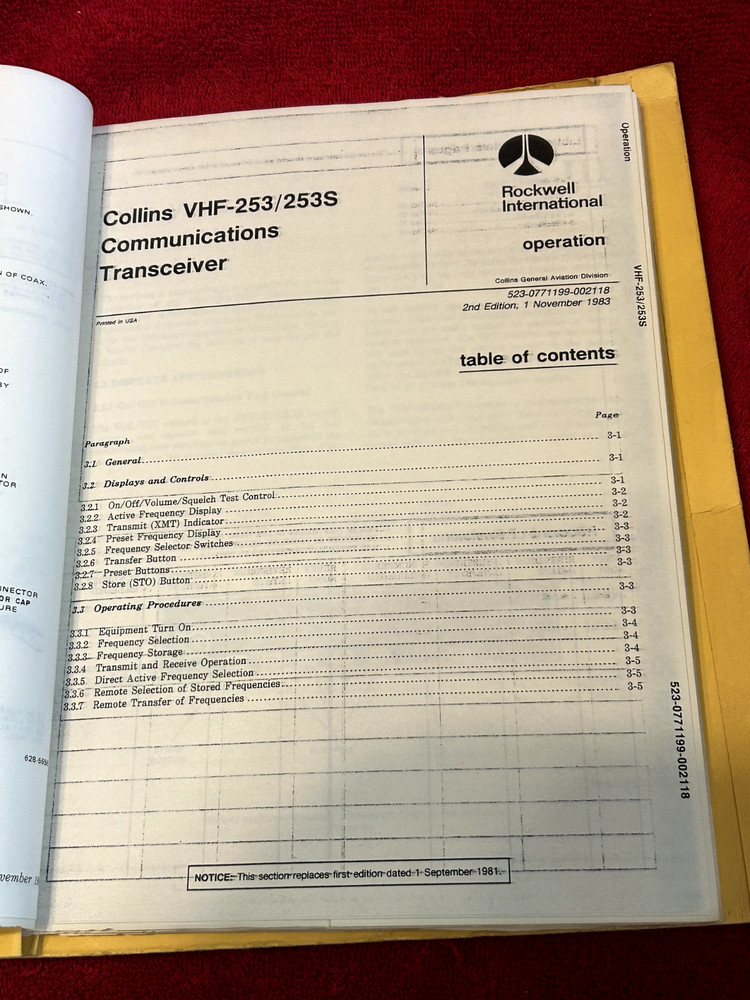 SHOWN.
OF COAX.
OF
BY
OR CAP
Collins VHF-253/253S
Communications
Transceiver
Rockwell
International
operation
Collins General Aviation Division
523-0771199-002118
2nd Edition, 1 November 1983
Printed in USA
table of contents
Paragraph Page
3.1 General 3-1
3.2 Displays and Controls 3-1
3.2.1 On/Off/Volume/Squelch Test Control 3-1
3.2.2 Active Frequency Display 3-2
3.2.3 Transmit (XMT) Indicator 3-2
3.2.4 Preset Frequency Display 3-2
3.2.5 Frequency Selector Switches 3-3
3.2.6 Transfer Button 3-3
3.2.7 Preset Buttons 3-3
3.2.8 Store (STO) Button 3-3
3.3 Operating Procedures 3-3
3.3.1 Equipment Turn On 3-3
3.3.2 Frequency Selection 3-4
3.3.3 Frequency Storage 3-4
3.3.4 Transmit and Receive Operation 3-4
3.3.5 Direct Active Frequency Selection 3-5
3.3.6 Remote Selection of Stored Frequencies 3-5
3.3.7 Remote Transfer of Frequencies 3-5
NOTICE: This section replaces first edition dated 1 September 1981.
Operation
VHF-253/253S
523-0771199-002118